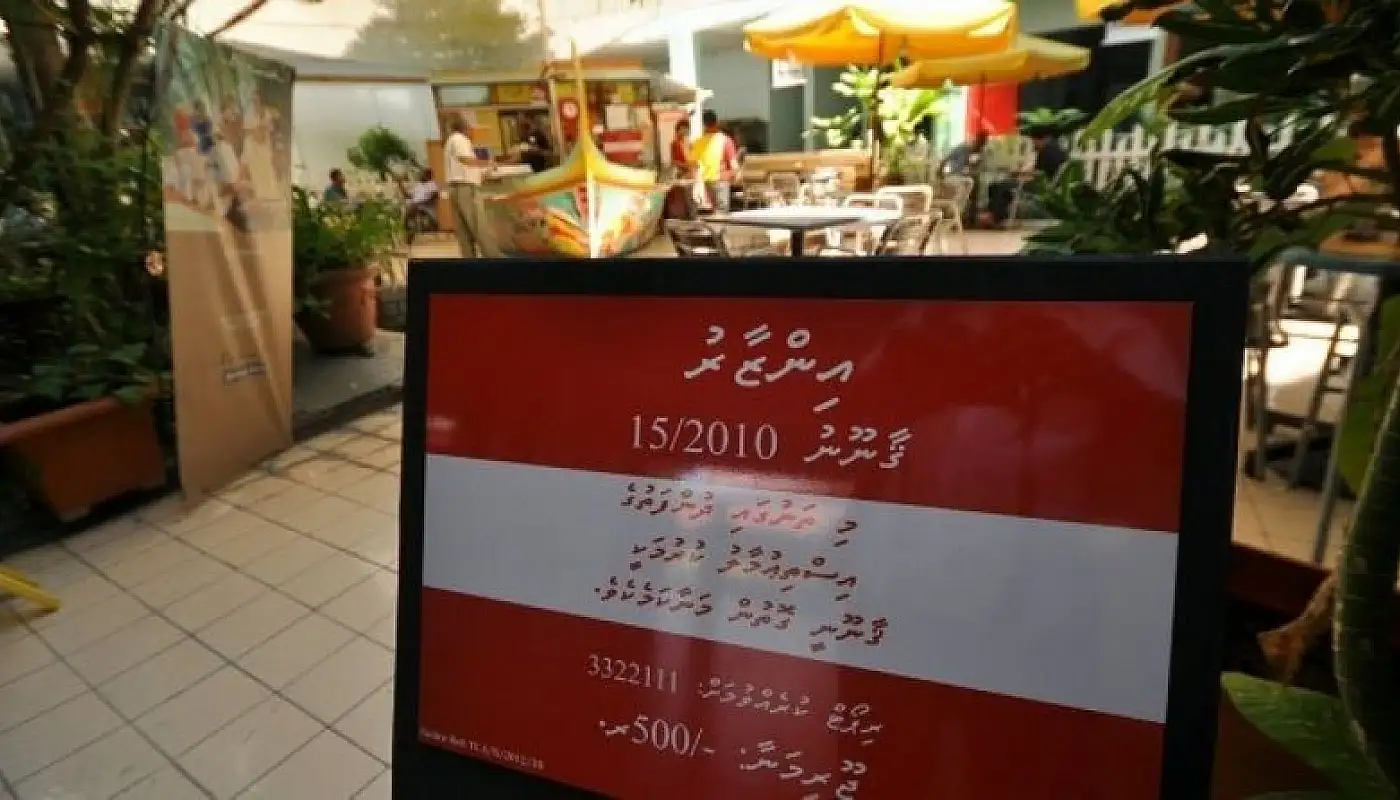 އިންޒާރު
ޤާނޫނު 15/2010
މި ތަނުގައި ދުންފަތުގެ
އިސްތިޢުމާލު ކުރުމަކީ
ޤާނޫނީ ގޮތުން މަނާކަމެކެވެ.
ރިޕޯޓް ކުރެއްވުމަށް: 3322111
ޖޫރިމަނާ: -/500ރ.